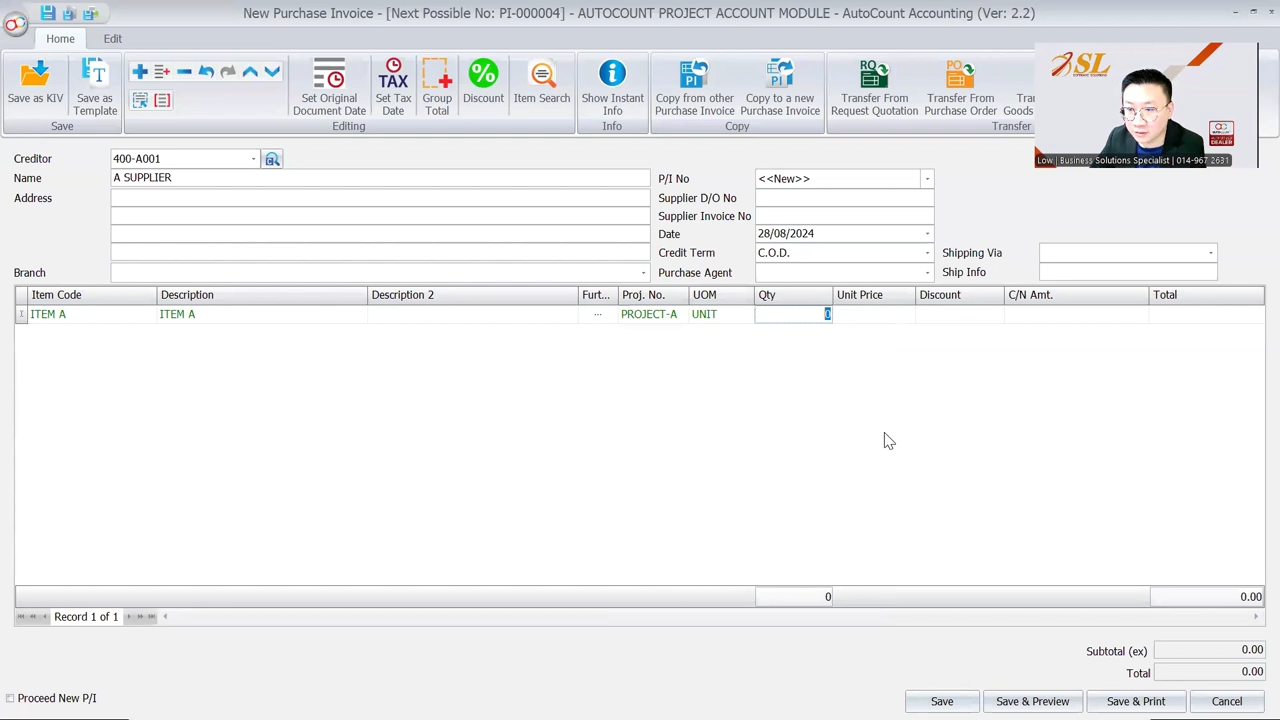 New Purchase Invoice - [Next Possible No: PI-000004] - AUTOCOUNT PROJECT ACCOUNT MODULE - AutoCount Accounting (Ver: 2.2)
Home Edit
Save as KIV
Save as Template
Save
Set Original Document Date
Set Tax Date
Group Total
Discount
Item Search
Editing
Show Instant Info
Info
Copy from other Purchase Invoice
Copy to a new Purchase Invoice
Copy
Transfer From Request Quotation
Transfer From Purchase Order
Tra
Goods
Transfer
SL
Low | Business Solutions Specialist | 014-967 2631
Creditor 400-A001
Name A SUPPLIER
Address
Branch
P/I No <<New>>
Supplier D/O No
Supplier Invoice No
Date 28/08/2024
Credit Term C.O.D.
Purchase Agent
Shipping Via
Ship Info
Item Code Description Description 2 Furt... Proj. No. UOM Qty Unit Price Discount C/N Amt. Total
ITEM A ITEM A ... PROJECT-A UNIT 0
0 0.00
Record 1 of 1
Subtotal (ex) 0.00
Total 0.00
Proceed New P/I
Save Save & Preview Save & Print Cancel